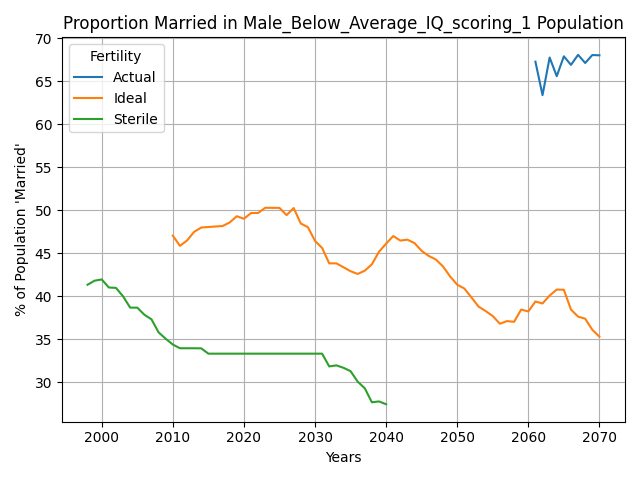 Proportion Married in Male_Below_Average_IQ_scoring_1 Population
% of Population 'Married'
70
65
60
55
50
45
40
35
30
Fertility
Actual
Ideal
Sterile
2000 2010 2020 2030 2040 2050 2060 2070
Years